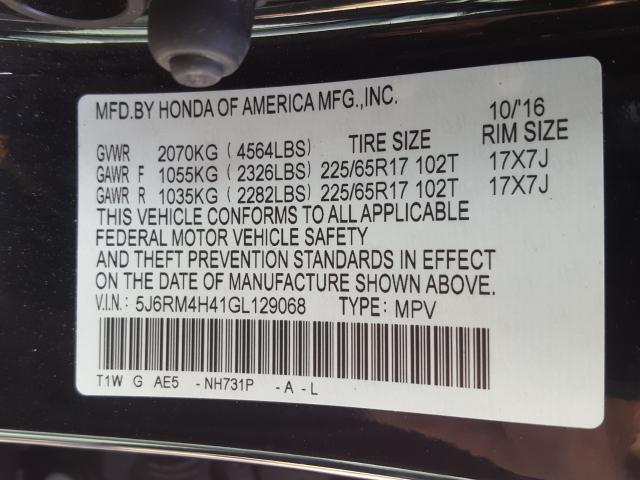 MFD.BY HONDA OF AMERICA MFG.,INC. 10/'16
GVWR 2070KG ( 4564LBS) TIRE SIZE RIM SIZE
GAWR F 1055KG ( 2326LBS) 225/65R17 102T 17X7J
GAWR R 1035KG ( 2282LBS) 225/65R17 102T 17X7J
THIS VEHICLE CONFORMS TO ALL APPLICABLE
FEDERAL MOTOR VEHICLE SAFETY
AND THEFT PREVENTION STANDARDS IN EFFECT
ON THE DATE OF MANUFACTURE SHOWN ABOVE.
V.I.N.: 5J6RM4H41GL129068 TYPE: MPV
T1W G AE5 - NH731P - A - L